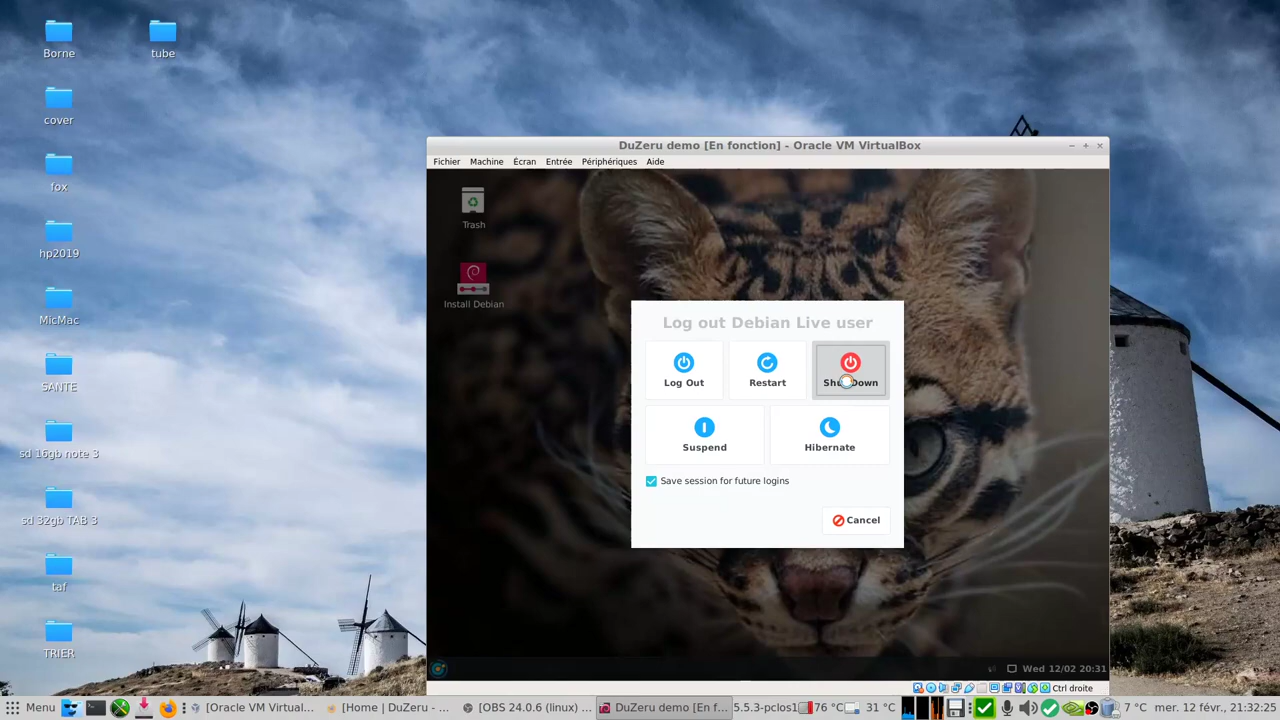 Borne
tube
cover
fox
hp2019
MicMac
SANTE
sd 16gb note 3
sd 32gb TAB 3
taf
TRIER
DuZeru demo [En fonction] - Oracle VM VirtualBox
Fichier Machine Écran Entrée Périphériques Aide
Trash
Install Debian
Log out Debian Live user
Log Out Restart Shut Down
Suspend Hibernate
Save session for future logins
Cancel
Wed 12/02 20:31
Ctrl droite
Menu [Oracle VM VirtualB... [Home | DuZeru - ... [OBS 24.0.6 (linux) ... DuZeru demo [En f... 5.5.3-pclos1 76 °C 31 °C 7 °C mer. 12 févr., 21:32:25